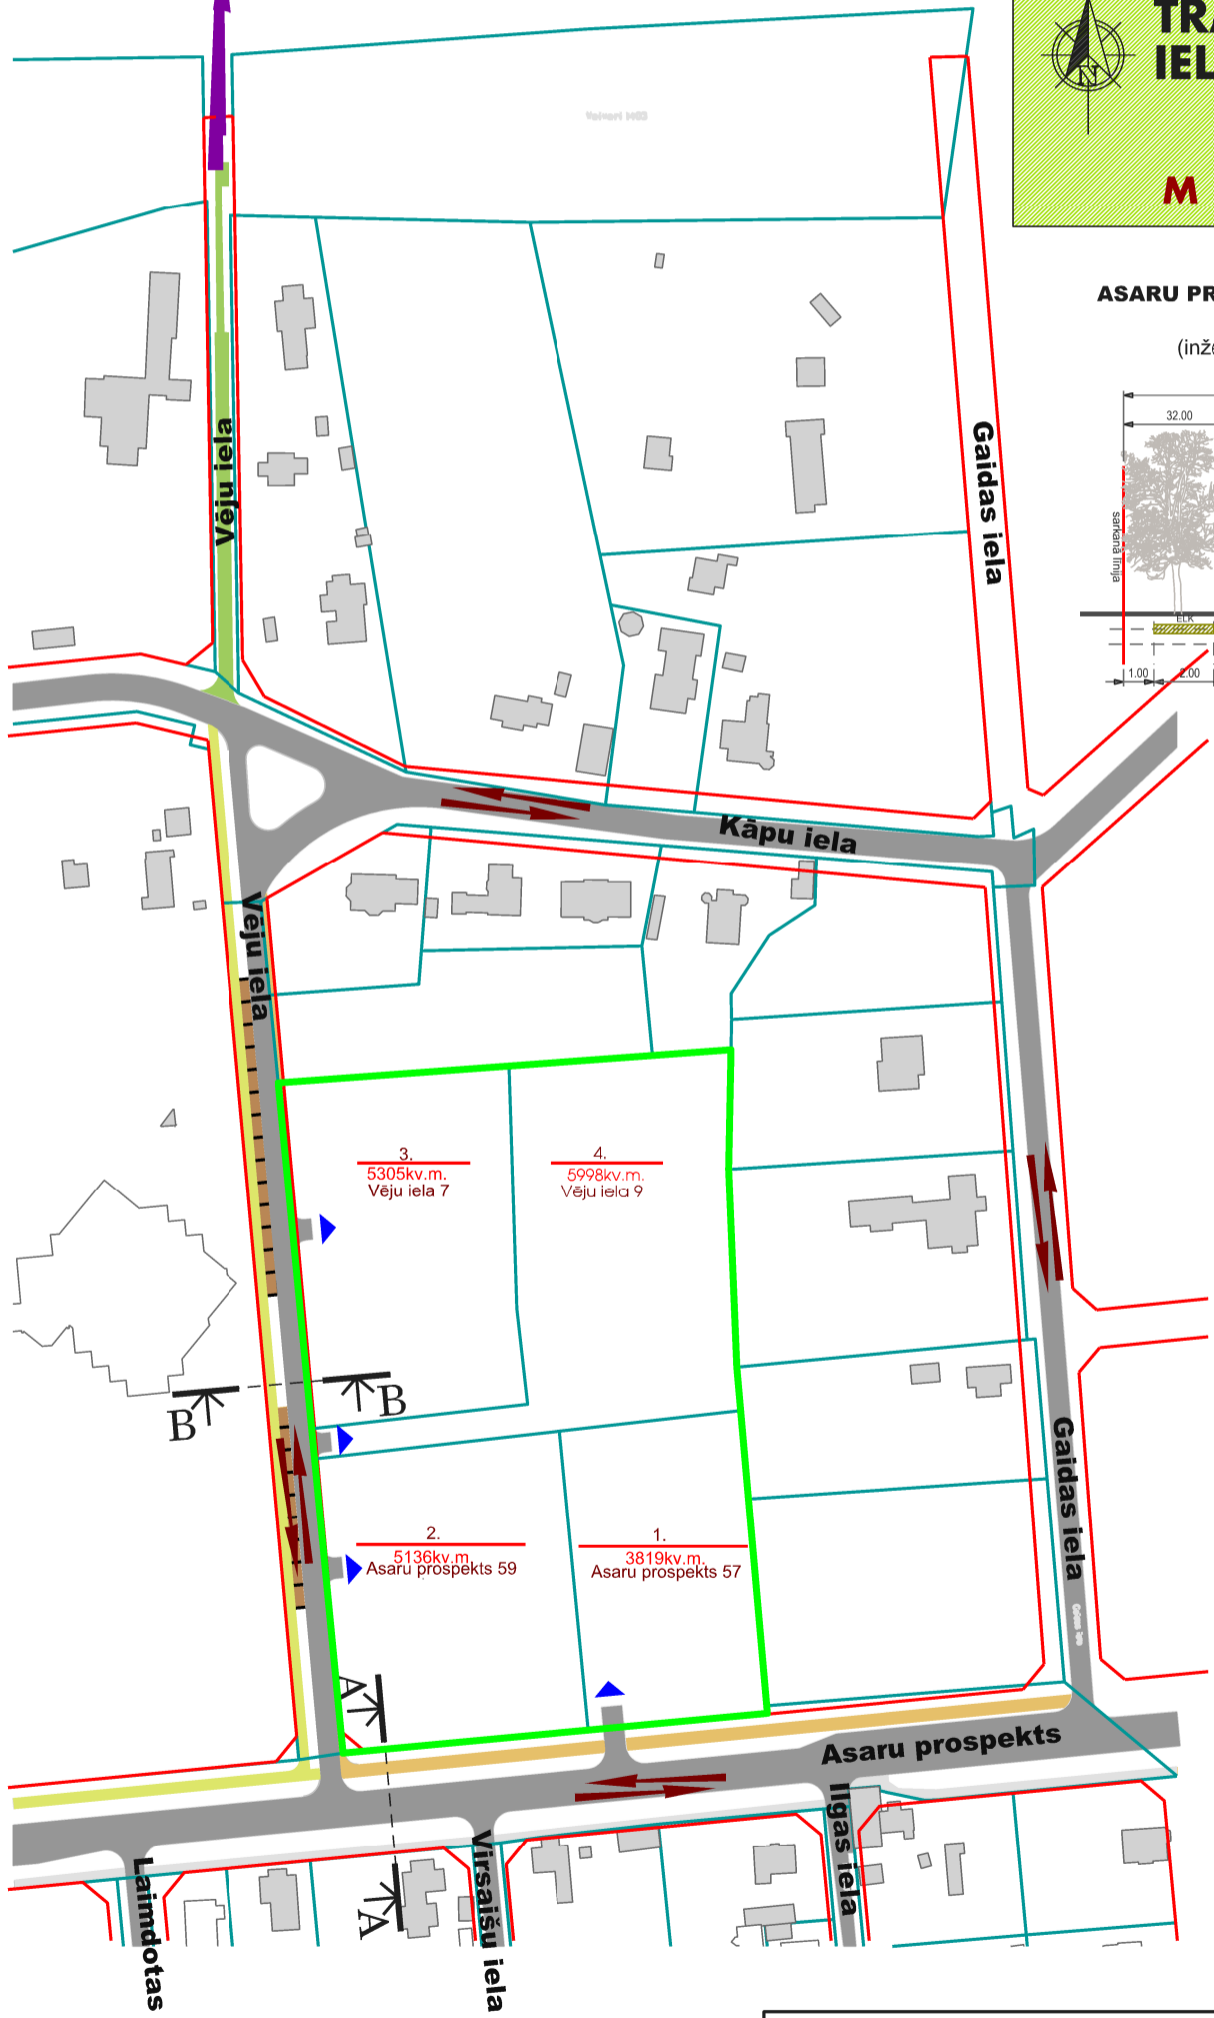 TRA
IEL
N
M
ASARU PR
(inže
32.00
sarkanā līnija
ELK
1.00
2.00
Vēju iela
Gaidas iela
Kāpu iela
Vēju iela
3.
5305kv.m.
Vēju iela 7
4.
5998kv.m.
Vēju iela 9
B
B
2.
5136kv.m.
Asaru prospekts 59
1.
3819kv.m.
Asaru prospekts 57
Gaidas iela
A
Asaru prospekts
A
Laimdotas
Virsaišu iela
Ilgas iela